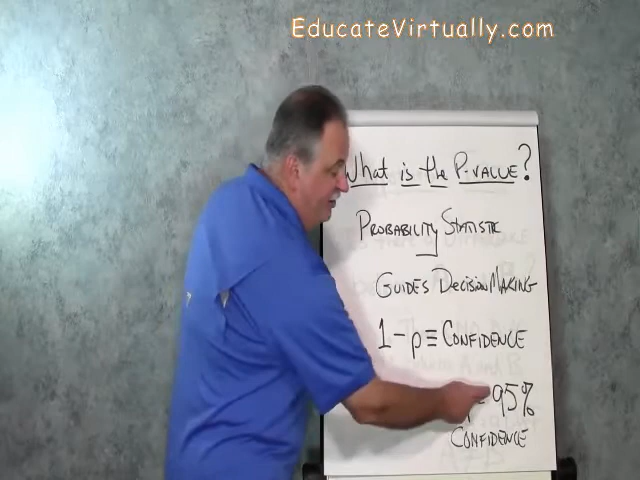 EducateVirtually.com
What is the P-VALUE?
PROBABILITY STATISTIC
GUIDES DECISION MAKING
1-p≡CONFIDENCE
95%
CONFIDENCE